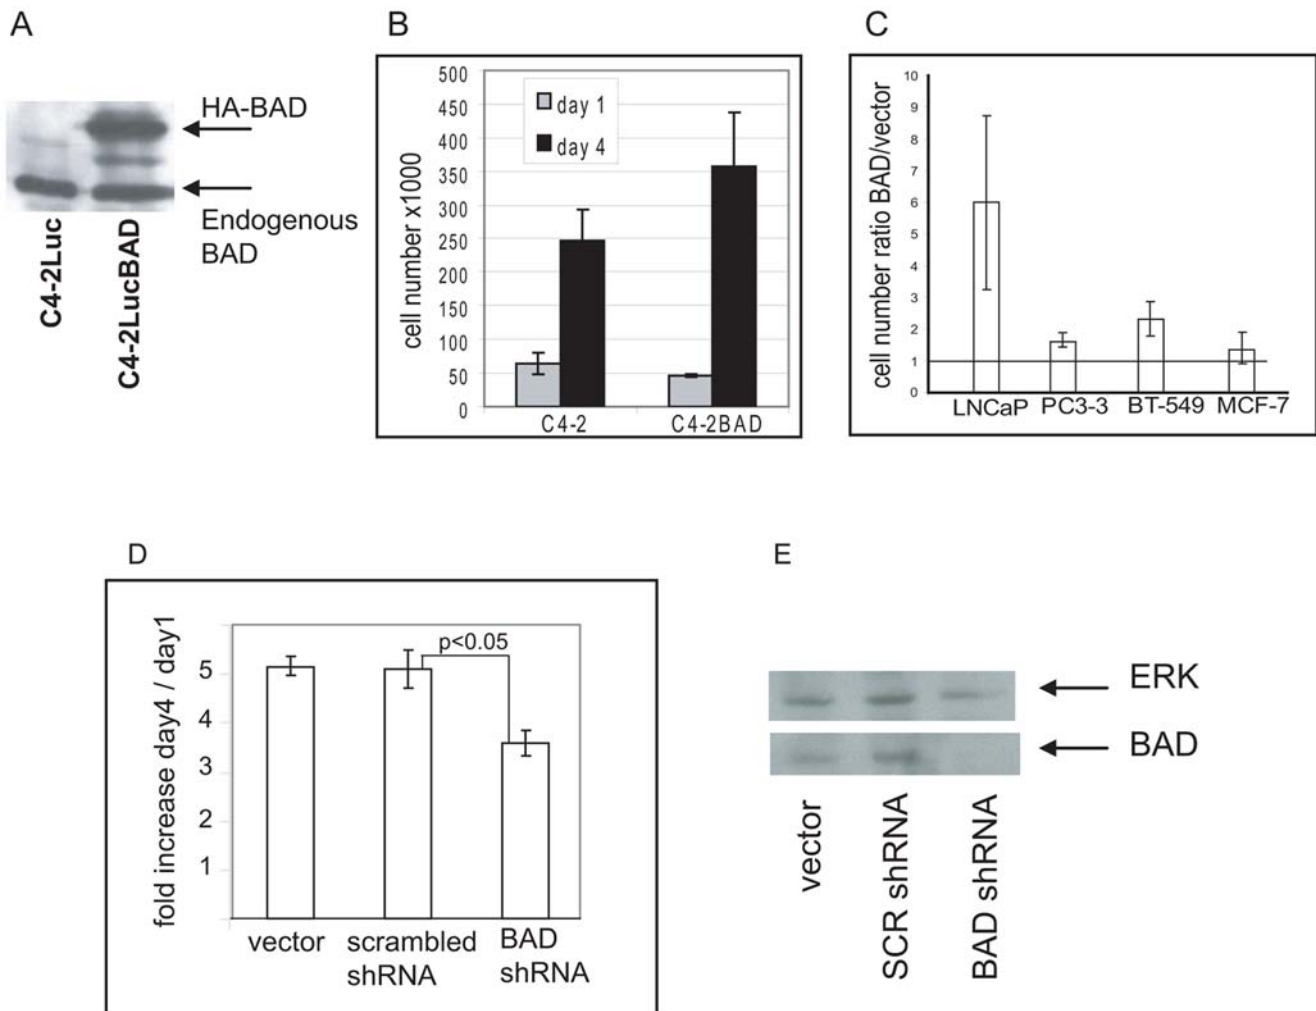 A
HA-BAD
Endogenous
BAD
C4-2Luc
C4-2LucBAD
B
cell number x1000
500
450
400
350
300
250
200
150
100
50
0
day 1
day 4
C4-2
C4-2BAD
C
cell number ratio BAD/vector
10
9
8
7
6
5
4
3
2
1
0
LNCaP
PC3-3
BT-549
MCF-7
D
fold increase day4 / day1
5
4
3
2
1
p<0.05
vector
scrambled
shRNA
BAD
shRNA
E
ERK
BAD
vector
SCR shRNA
BAD shRNA